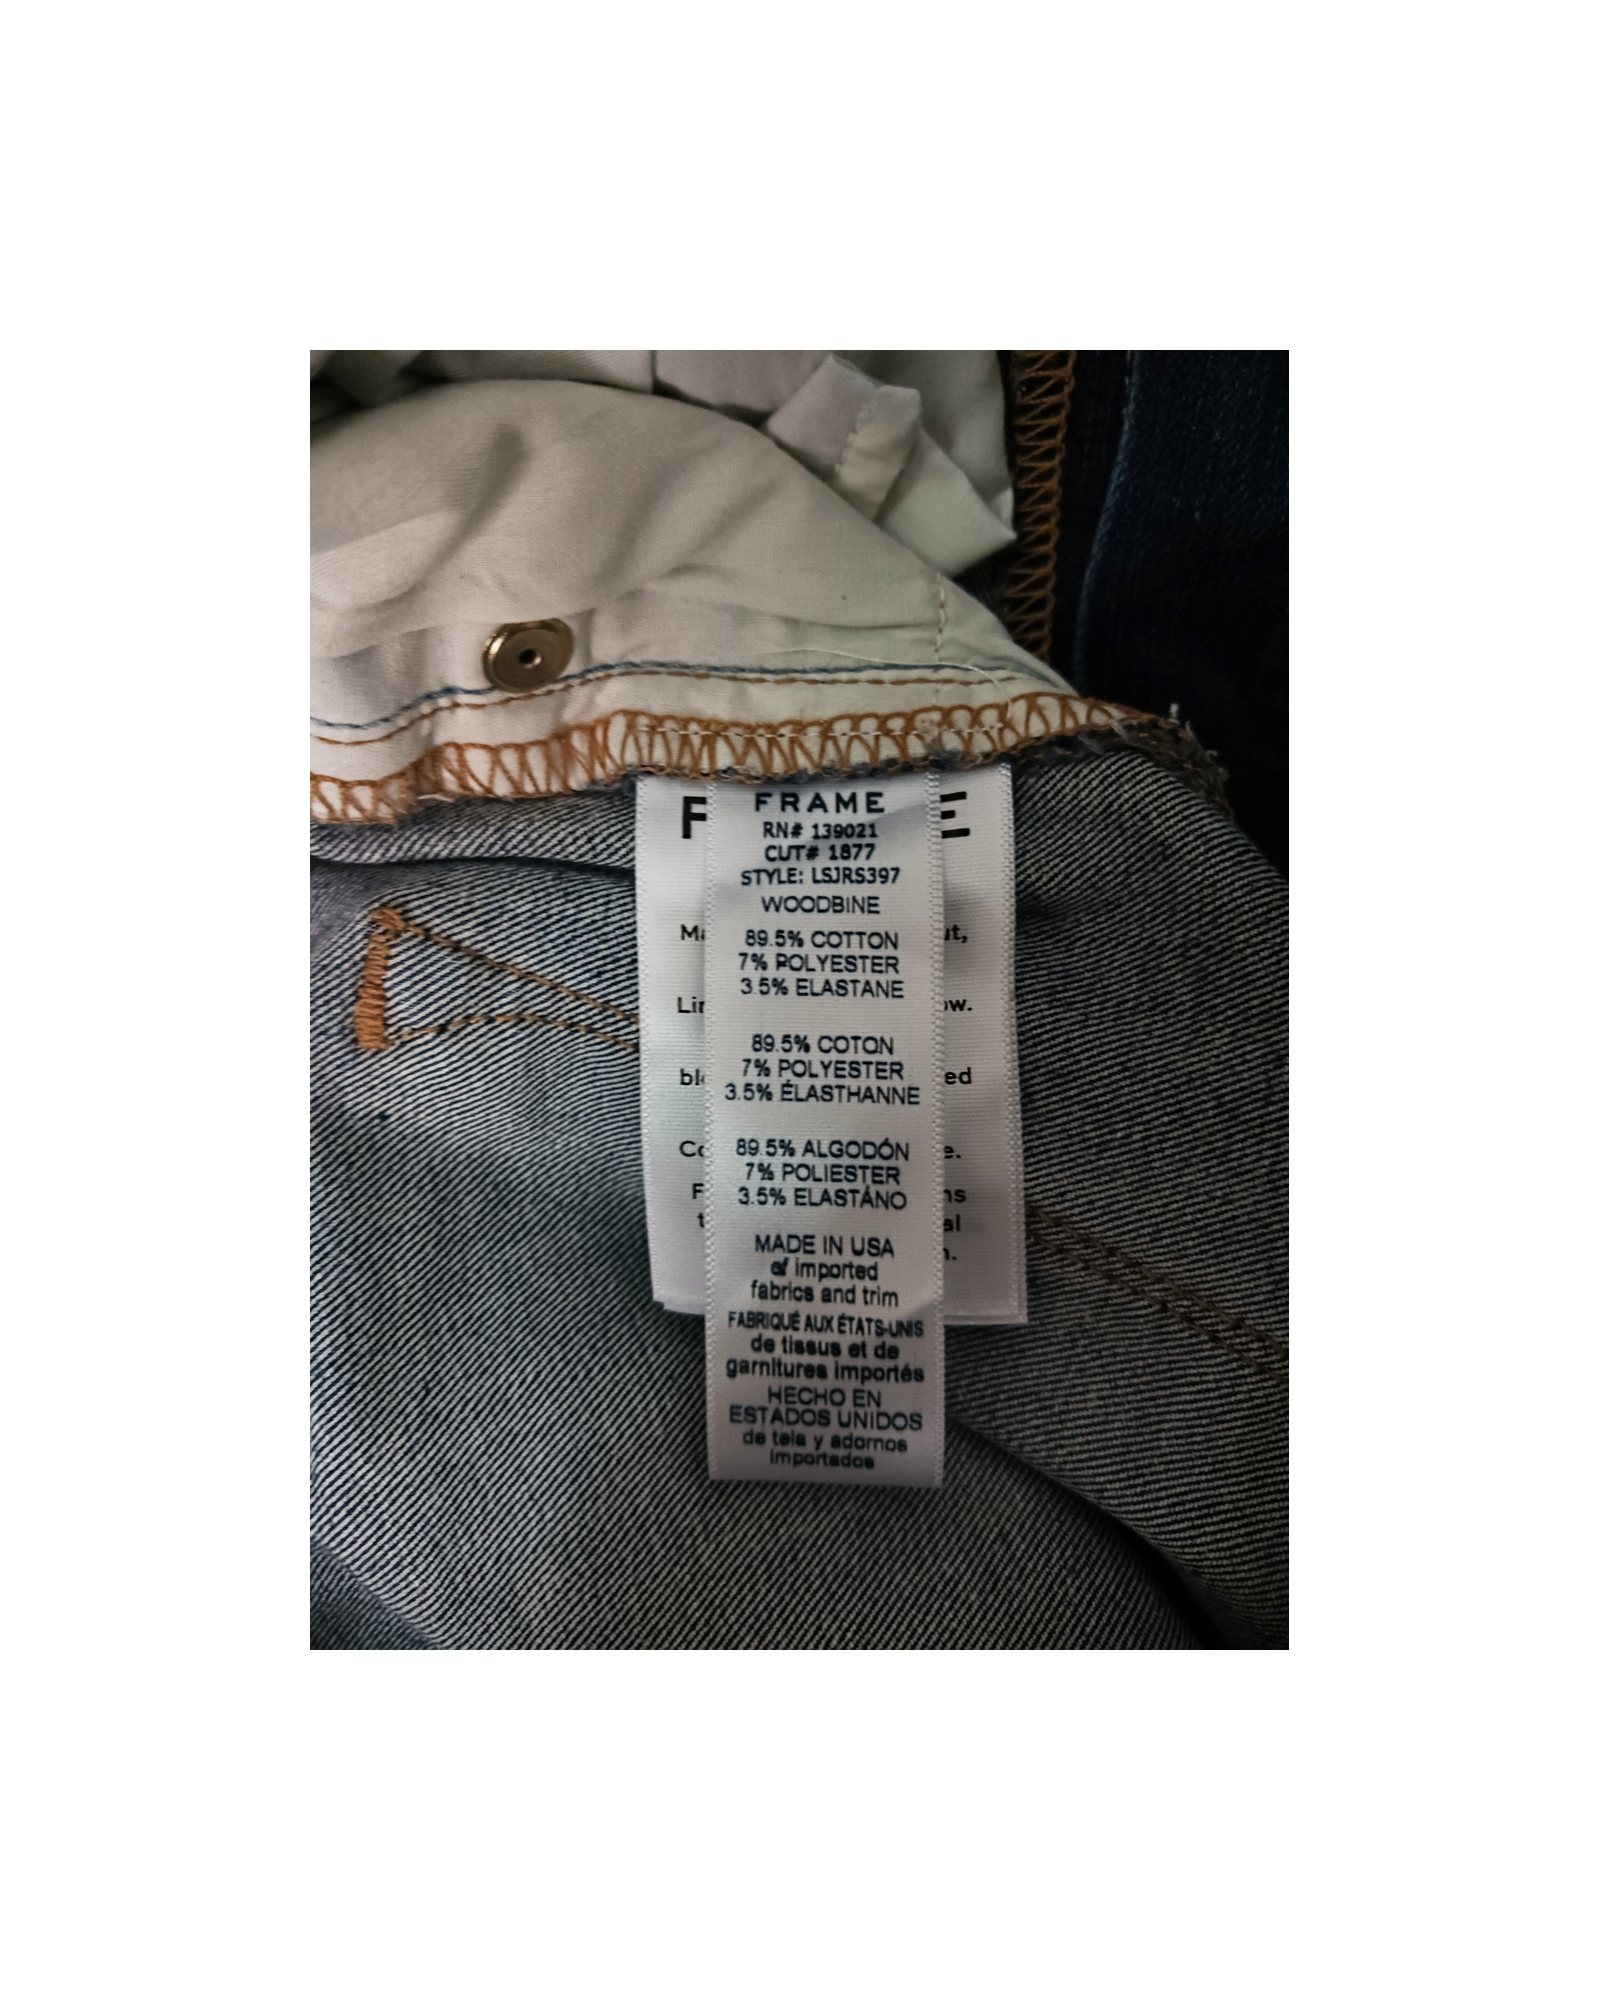 FRAME
RN# 139021
CUT# 1877
STYLE: LSJRS397
WOODBINE
89.5% COTTON
7% POLYESTER
3.5% ELASTANE
89.5% COTON
7% POLYESTER
3.5% ÉLASTHANNE
89.5% ALGODÓN
7% POLIESTER
3.5% ELASTÁNO
MADE IN USA
of imported
fabrics and trim
FABRIQUÉ AUX ÉTATS-UNIS
de tissus et de
garnitures importés
HECHO EN
ESTADOS UNIDOS
de tela y adornos
importados